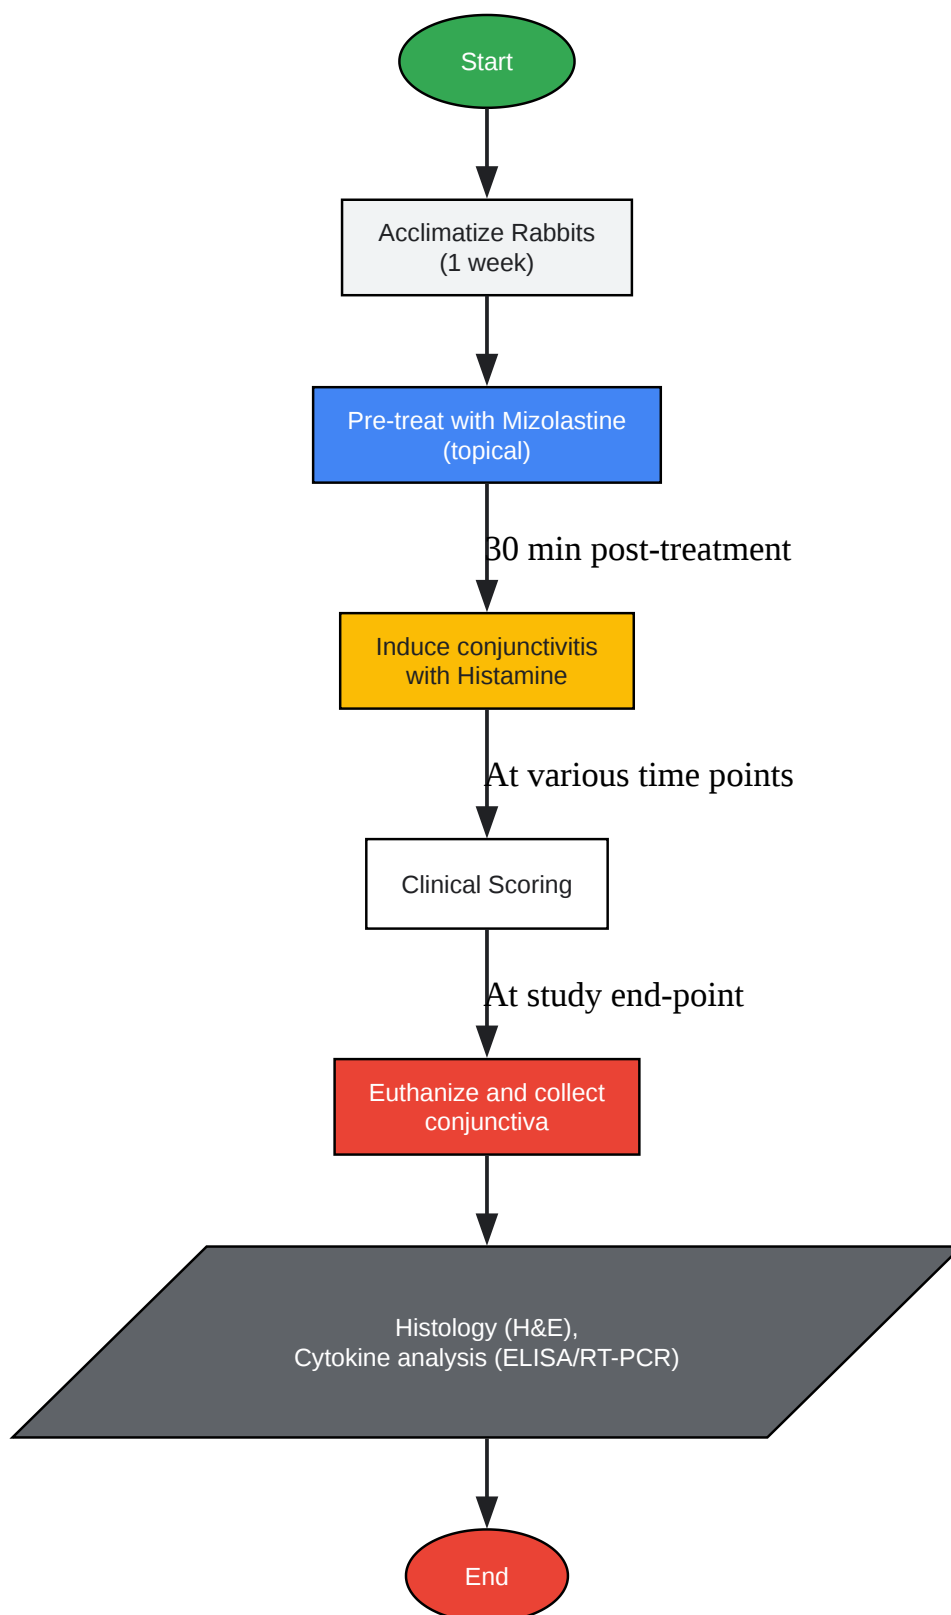 Start
Acclimatize Rabbits
(1 week)
Pre-treat with Mizolastine
(topical)
30 min post-treatment
Induce conjunctivitis
with Histamine
At various time points
Clinical Scoring
At study end-point
Euthanize and collect
conjunctiva
Histology (H&E),
Cytokine analysis (ELISA/RT-PCR)
End